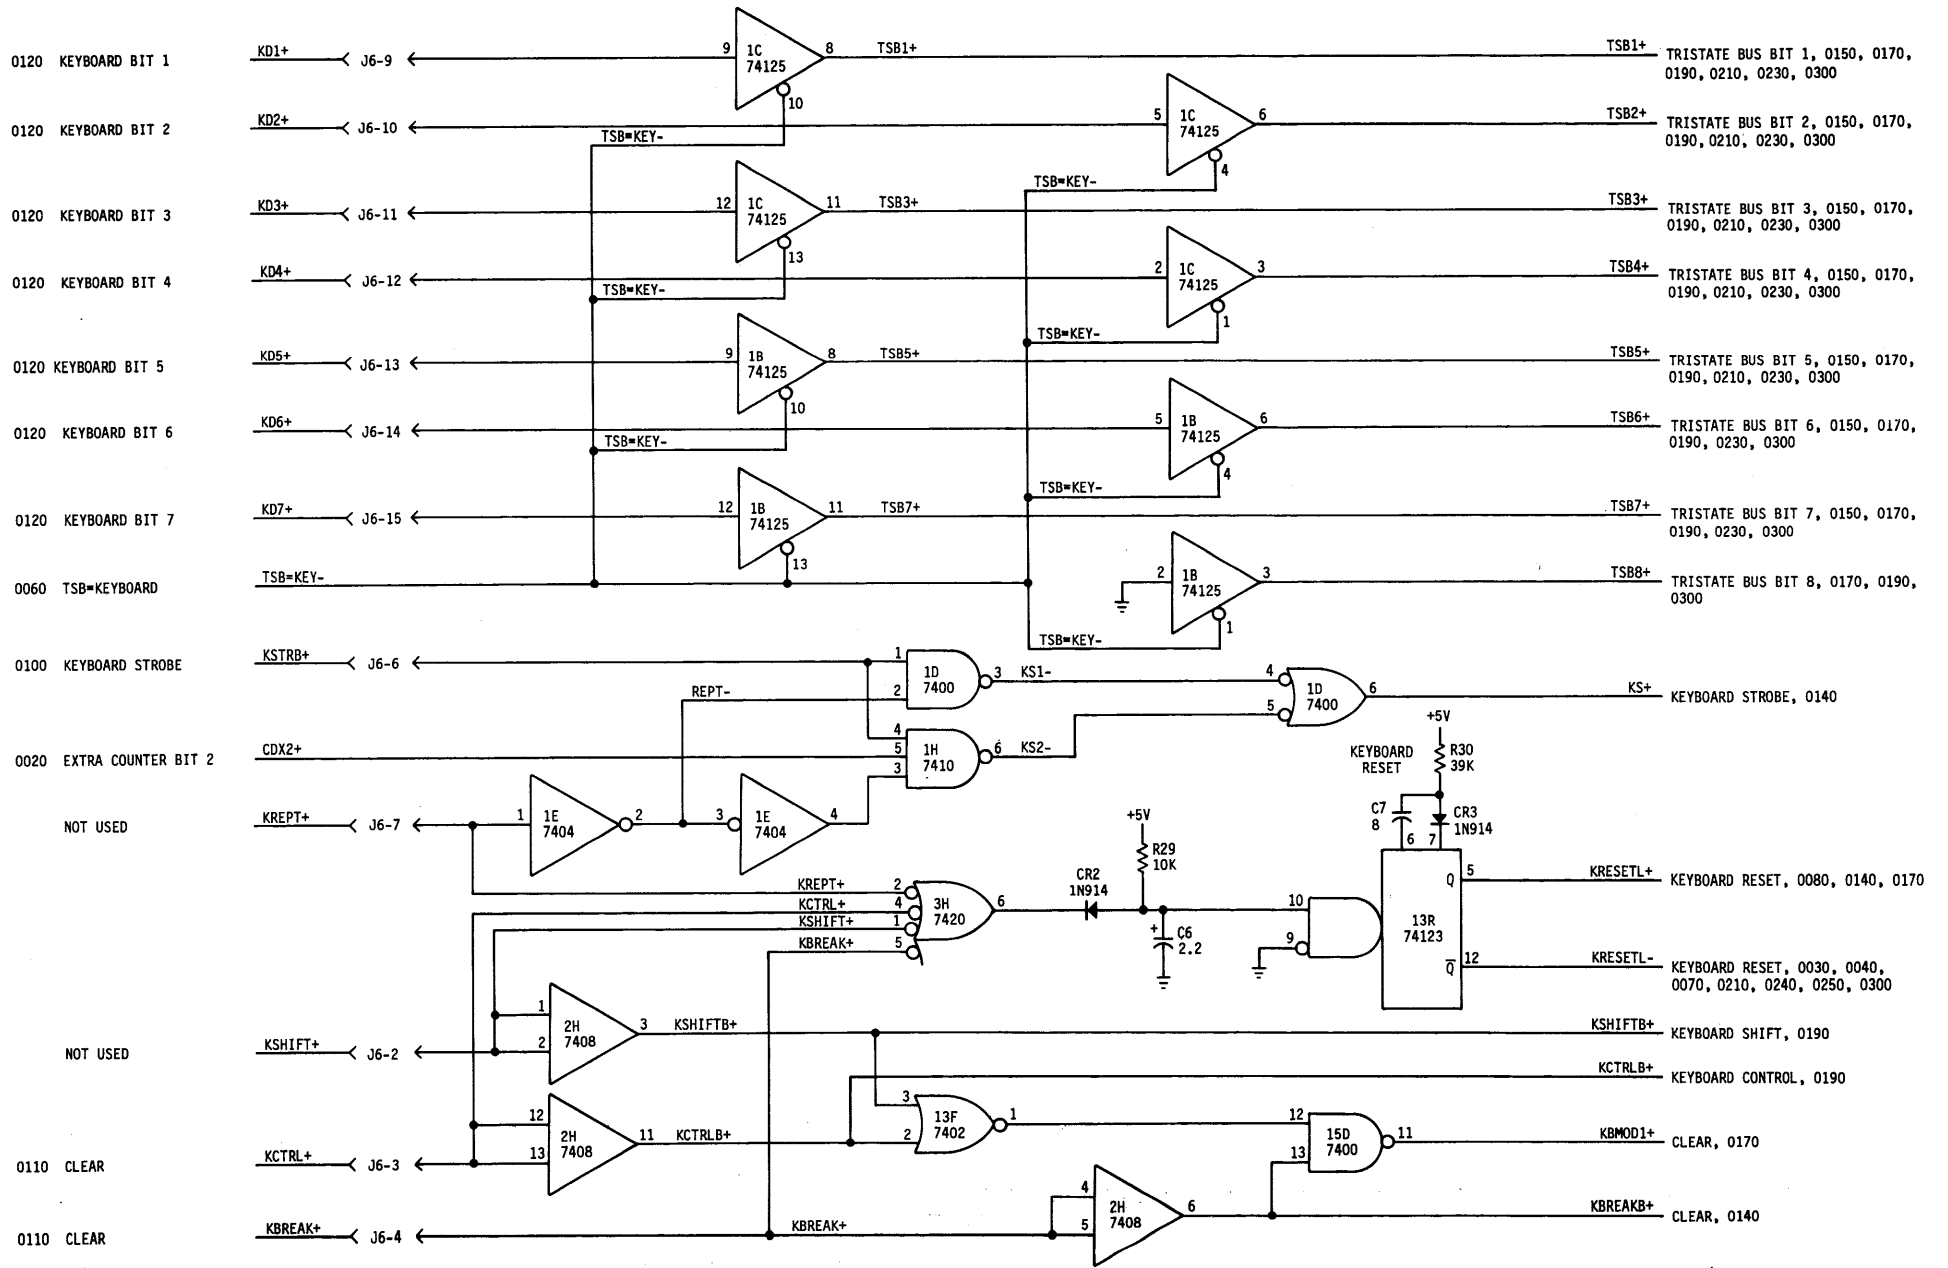 0120 KEYBOARD BIT 1 KD1+ J6-9 9 1C 74125 8 10 TSB1+ TSB1+ TRISTATE BUS BIT 1, 0150, 0170,
0190, 0210, 0230, 0300
0120 KEYBOARD BIT 2 KD2+ J6-10 TSB=KEY- 5 1C 74125 6 4 TSB2+ TRISTATE BUS BIT 2, 0150, 0170,
0190, 0210, 0230, 0300
TSB=KEY-
0120 KEYBOARD BIT 3 KD3+ J6-11 12 1C 74125 11 13 TSB3+ TSB3+ TRISTATE BUS BIT 3, 0150, 0170,
0190, 0210, 0230, 0300
0120 KEYBOARD BIT 4 KD4+ J6-12 TSB=KEY- 2 1C 74125 3 1 TSB4+ TRISTATE BUS BIT 4, 0150, 0170,
0190, 0210, 0230, 0300
TSB=KEY-
0120 KEYBOARD BIT 5 KD5+ J6-13 9 1B 74125 8 10 TSB5+ TSB5+ TRISTATE BUS BIT 5, 0150, 0170,
0190, 0210, 0230, 0300
0120 KEYBOARD BIT 6 KD6+ J6-14 TSB=KEY- 5 1B 74125 6 4 TSB6+ TRISTATE BUS BIT 6, 0150, 0170,
0190, 0230, 0300
TSB=KEY-
0120 KEYBOARD BIT 7 KD7+ J6-15 12 1B 74125 11 13 TSB7+ TSB7+ TRISTATE BUS BIT 7, 0150, 0170,
0190, 0230, 0300
0060 TSB=KEYBOARD TSB=KEY- 2 1B 74125 3 1 TSB8+ TRISTATE BUS BIT 8, 0170, 0190,
0300
TSB=KEY-
0100 KEYBOARD STROBE KSTRB+ J6-6 1 2 1D 7400 3 KS1- 4 5 1D 7400 6 KS+ KEYBOARD STROBE, 0140
REPT-
0020 EXTRA COUNTER BIT 2 CDX2+ 4 5 3 1H 7410 6 KS2-
+5V
KEYBOARD
RESET
R30
39K
C7
8
CR3
1N914
NOT USED KREPT+ J6-7 1 1E 7404 2 3 1E 7404 4
+5V
R29
10K
CR2
1N914
6 7
KREPT+ 2
KCTRL+ 4
KSHIFT+ 1
KBREAK+ 5
3H
7420
6
+
C6
2.2
10
9
13R
74123
Q 5 KRESETL+ KEYBOARD RESET, 0080, 0140, 0170
Q̅ 12 KRESETL- KEYBOARD RESET, 0030, 0040,
0070, 0210, 0240, 0250, 0300
NOT USED KSHIFT+ J6-2 1 2 2H 7408 3 KSHIFTB+ KSHIFTB+ KEYBOARD SHIFT, 0190
KCTRLB+ KEYBOARD CONTROL, 0190
0110 CLEAR KCTRL+ J6-3 12 13 2H 7408 11 KCTRLB+ 3 2 13F 7402 1 12 13 15D 7400 11 KBMOD1+ CLEAR, 0170
0110 CLEAR KBREAK+ J6-4 KBREAK+ 4 5 2H 7408 6 KBREAKB+ CLEAR, 0140